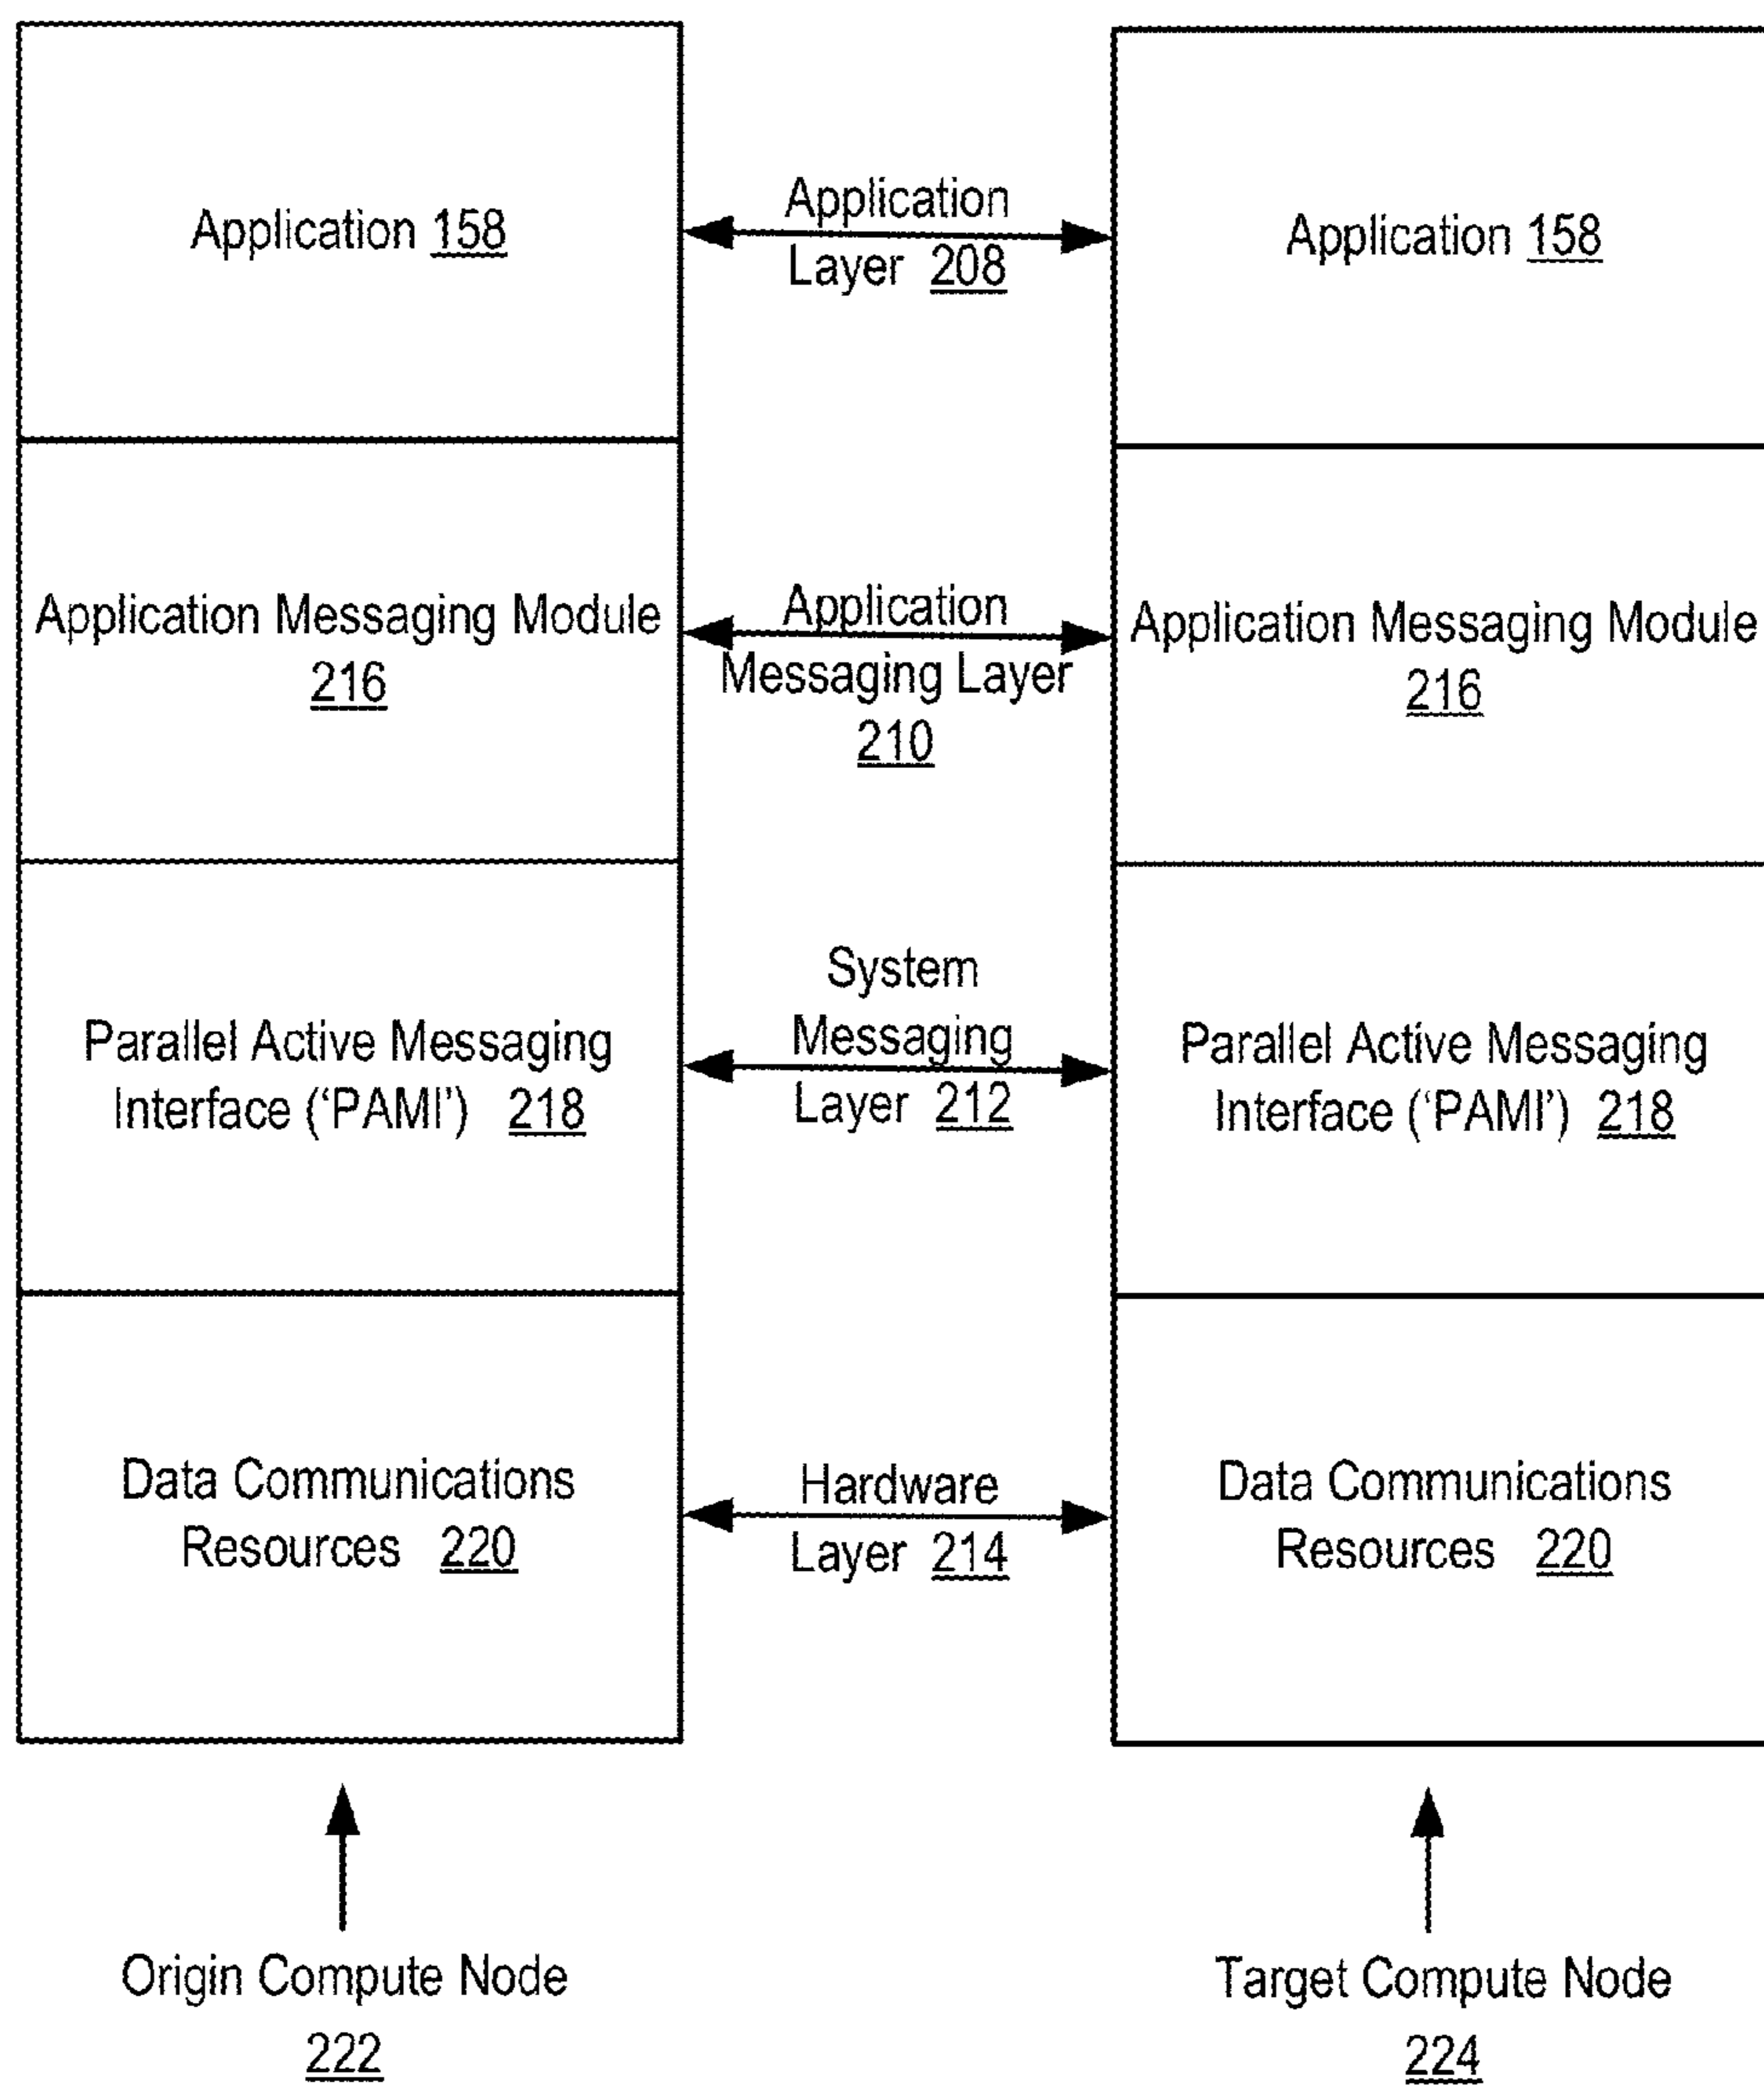 Application 158
Application
Layer 208
Application 158
Application Messaging Module
216
Application
Messaging Layer
210
Application Messaging Module
216
Parallel Active Messaging
Interface (‘PAMI’) 218
System
Messaging
Layer 212
Parallel Active Messaging
Interface (‘PAMI’) 218
Data Communications
Resources 220
Hardware
Layer 214
Data Communications
Resources 220
Origin Compute Node
222
Target Compute Node
224